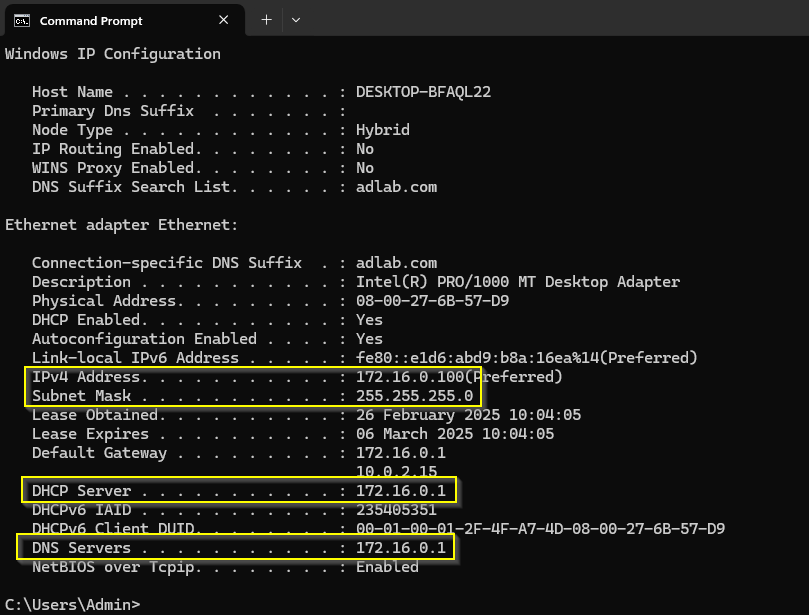 Command Prompt
Windows IP Configuration
Host Name . . . . . . . . . . . . : DESKTOP-BFAQL22
Primary Dns Suffix  . . . . . . . :
Node Type . . . . . . . . . . . . : Hybrid
IP Routing Enabled. . . . . . . . : No
WINS Proxy Enabled. . . . . . . . : No
DNS Suffix Search List. . . . . . : adlab.com
Ethernet adapter Ethernet:
Connection-specific DNS Suffix  . : adlab.com
Description . . . . . . . . . . . : Intel(R) PRO/1000 MT Desktop Adapter
Physical Address. . . . . . . . . : 08-00-27-6B-57-D9
DHCP Enabled. . . . . . . . . . . : Yes
Autoconfiguration Enabled . . . . : Yes
Link-local IPv6 Address . . . . . : fe80::e1d6:abd9:b8a:16ea%14(Preferred)
IPv4 Address. . . . . . . . . . . : 172.16.0.100(Preferred)
Subnet Mask . . . . . . . . . . . : 255.255.255.0
Lease Obtained. . . . . . . . . . : 26 February 2025 10:04:05
Lease Expires . . . . . . . . . . : 06 March 2025 10:04:05
Default Gateway . . . . . . . . . : 172.16.0.1
10.0.2.15
DHCP Server . . . . . . . . . . . : 172.16.0.1
DHCPv6 IAID . . . . . . . . . . . : 235405351
DHCPv6 Client DUID. . . . . . . . : 00-01-00-01-2F-4F-A7-4D-08-00-27-6B-57-D9
DNS Servers . . . . . . . . . . . : 172.16.0.1
NetBIOS over Tcpip. . . . . . . . : Enabled
C:\Users\Admin>